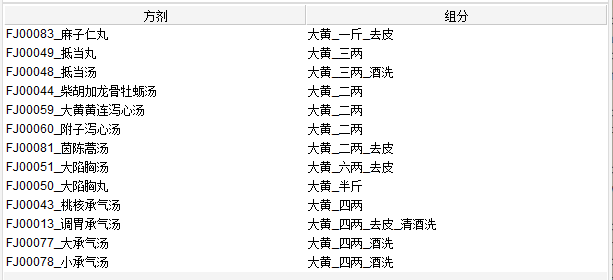 方剂 组分
FJ00083_麻子仁丸 大黄_一斤_去皮
FJ00049_抵当丸 大黄_三两
FJ00048_抵当汤 大黄_三两_酒洗
FJ00044_柴胡加龙骨牡蛎汤 大黄_二两
FJ00059_大黄黄连泻心汤 大黄_二两
FJ00060_附子泻心汤 大黄_二两
FJ00081_茵陈蒿汤 大黄_二两_去皮
FJ00051_大陷胸汤 大黄_六两_去皮
FJ00050_大陷胸丸 大黄_半斤
FJ00043_桃核承气汤 大黄_四两
FJ00013_调胃承气汤 大黄_四两_去皮_清酒洗
FJ00077_大承气汤 大黄_四两_酒洗
FJ00078_小承气汤 大黄_四两_酒洗